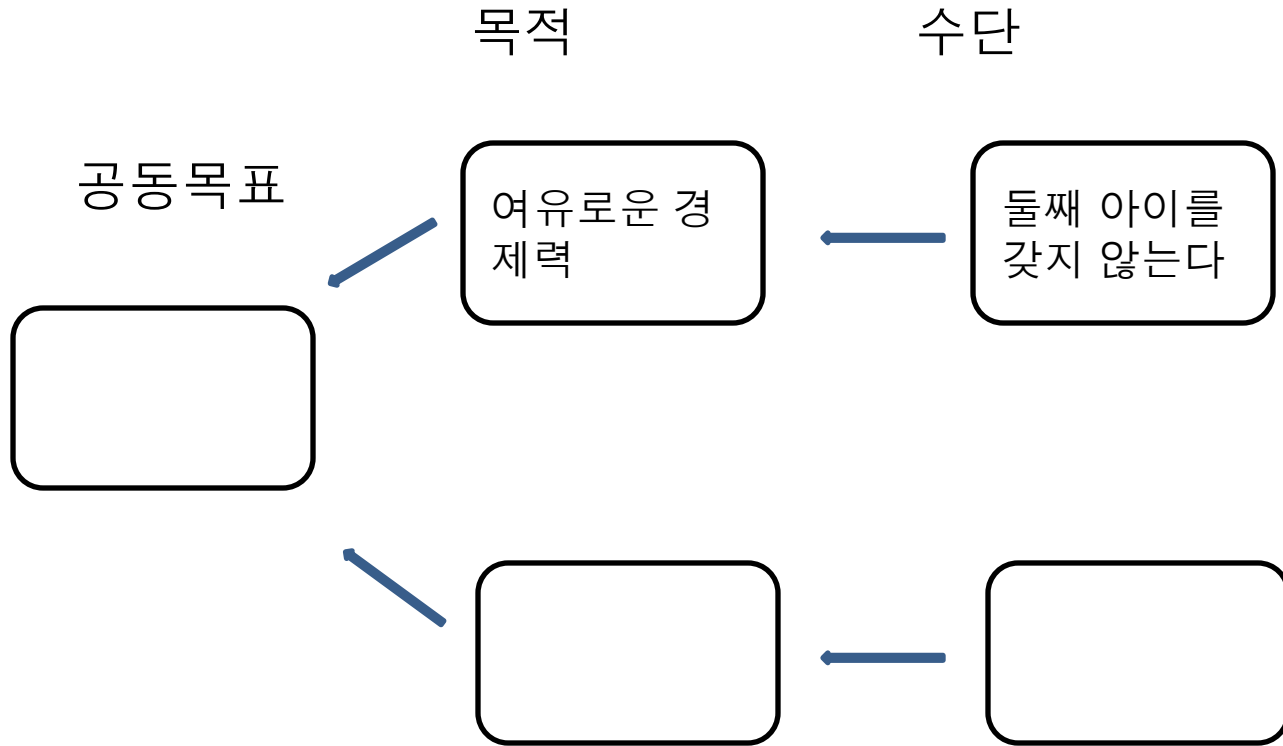 목적
수단
공동목표
여유로운 경
제력
둘째 아이를
갖지 않는다